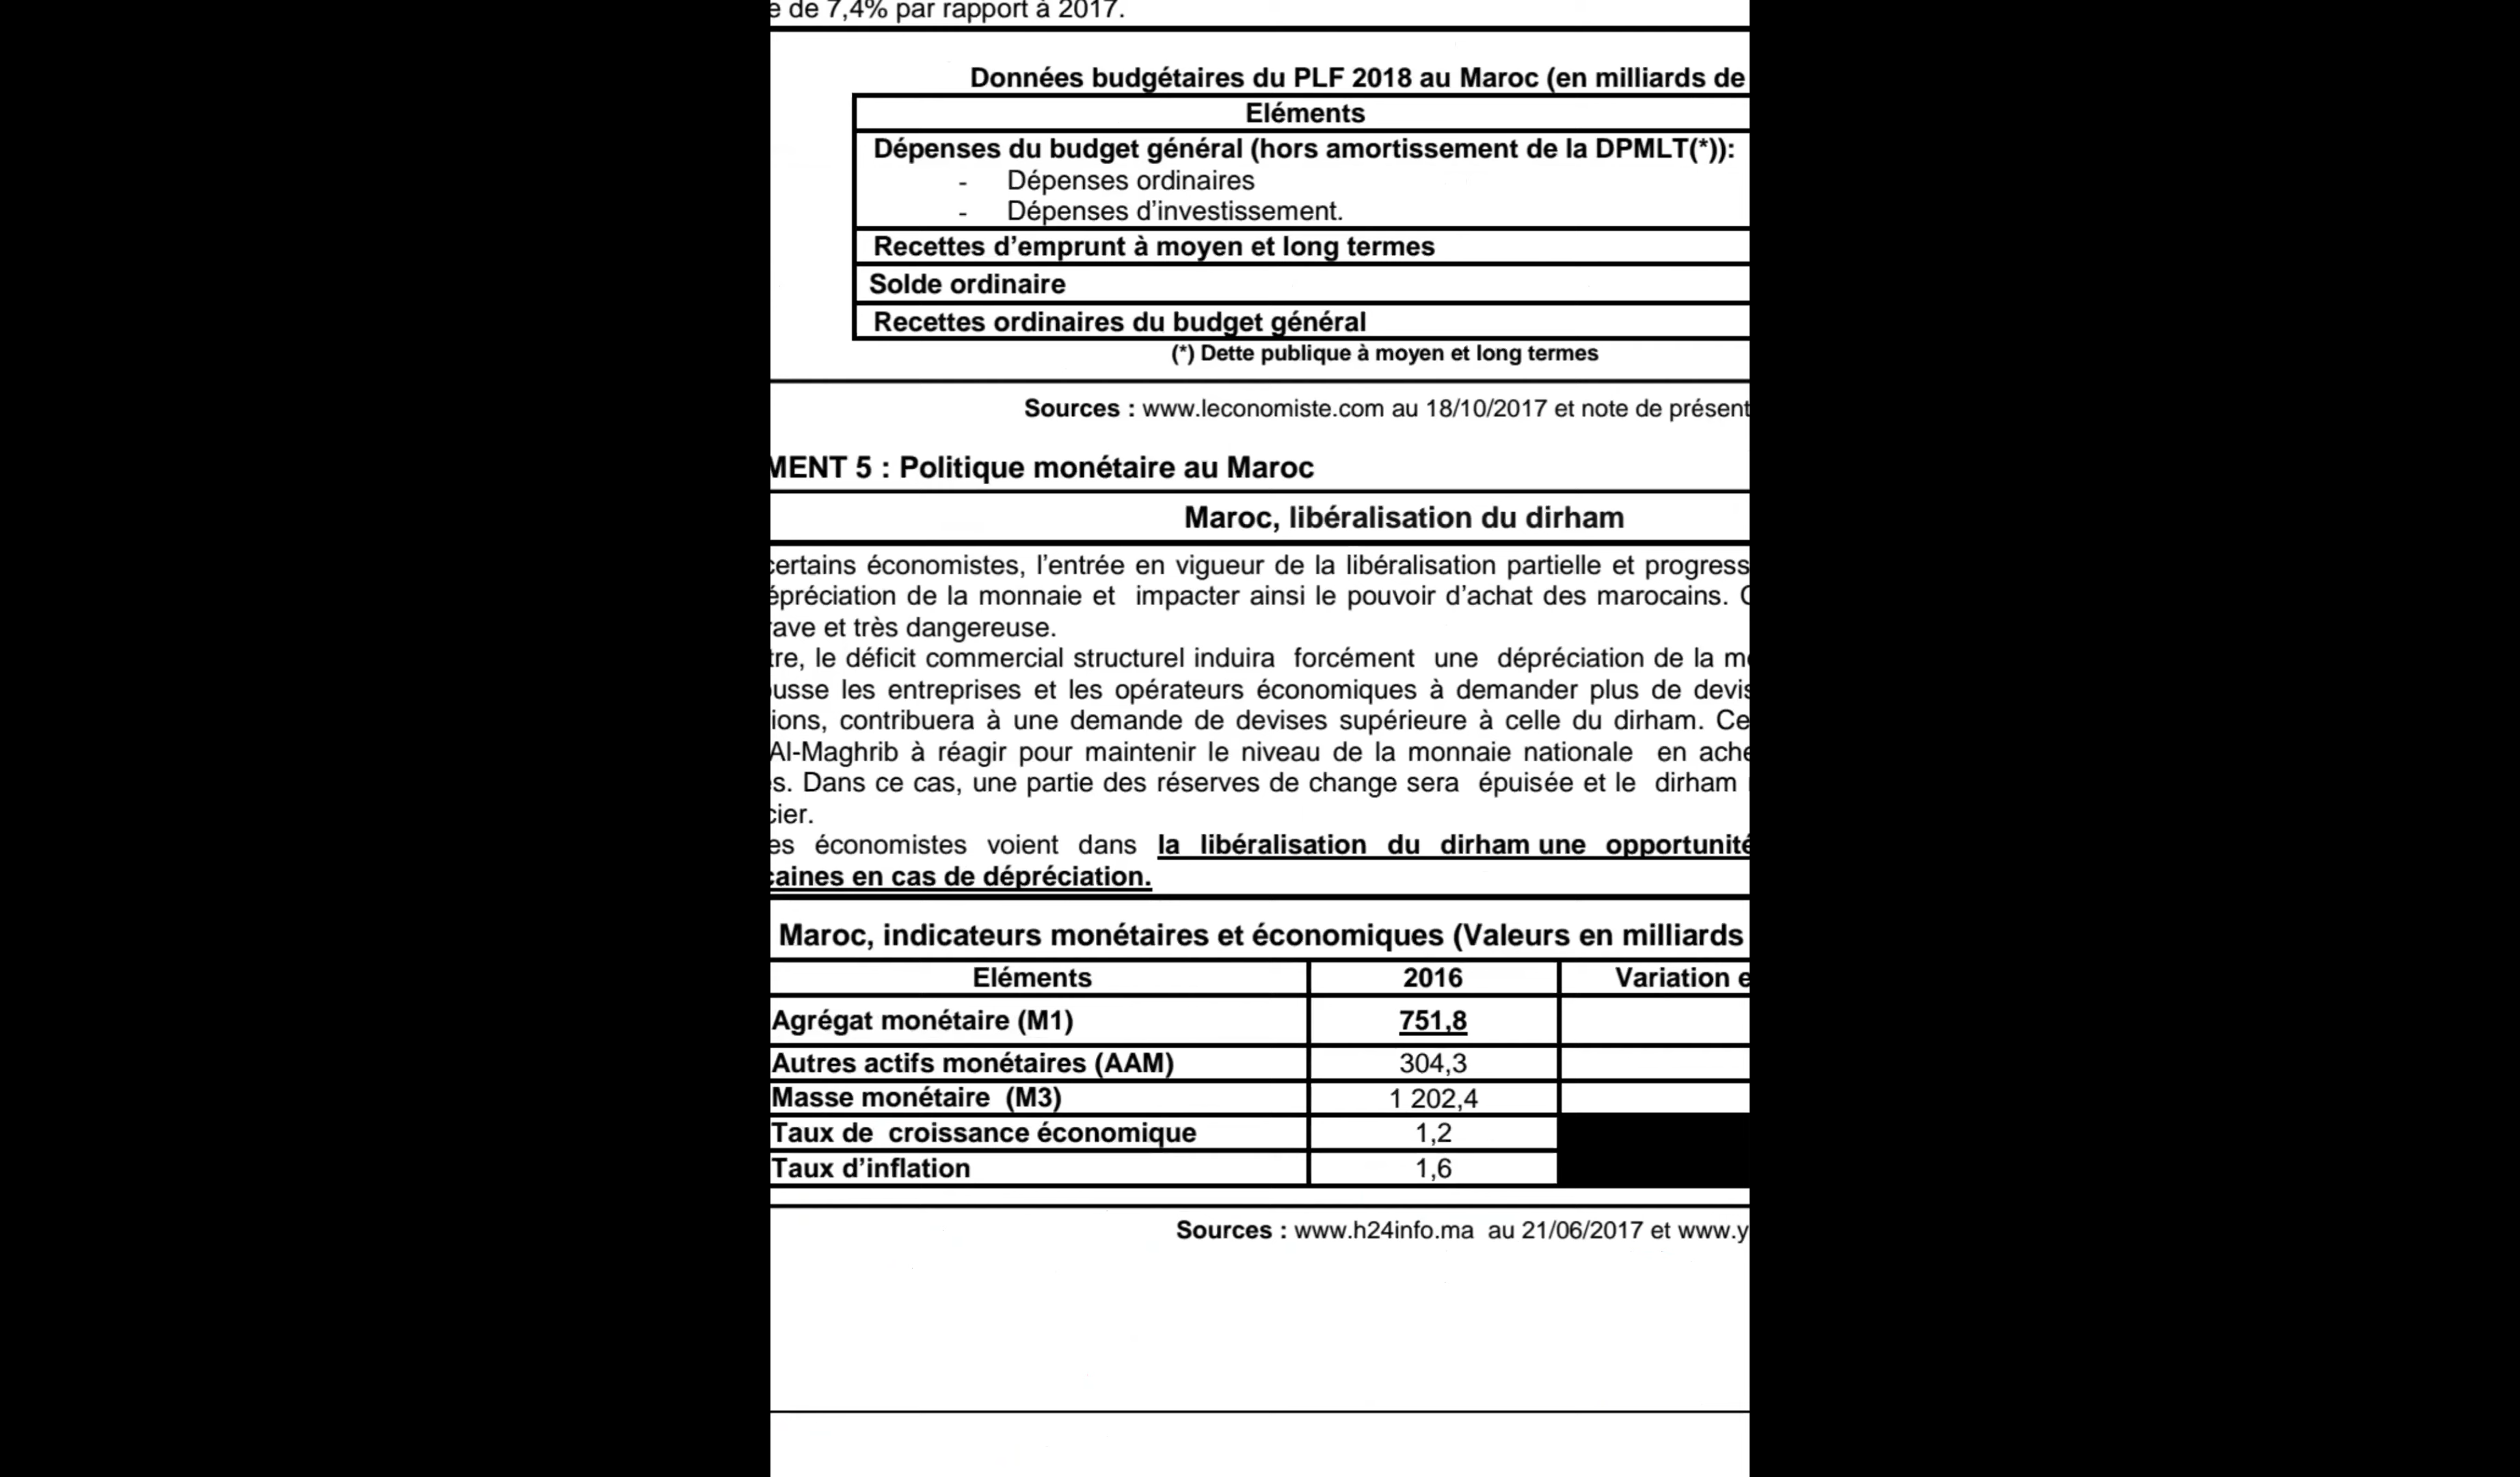 de 7,4% par rapport à 2017.
Données budgétaires du PLF 2018 au Maroc (en milliards de
Eléments
Dépenses du budget général (hors amortissement de la DPMLT(*)):
- Dépenses ordinaires
- Dépenses d’investissement.
Recettes d’emprunt à moyen et long termes
Solde ordinaire
Recettes ordinaires du budget général
(*) Dette publique à moyen et long termes
Sources : www.leconomiste.com au 18/10/2017 et note de présent
MENT 5 : Politique monétaire au Maroc
Maroc, libéralisation du dirham
certains économistes, l’entrée en vigueur de la libéralisation partielle et progress
épréciation de la monnaie et impacter ainsi le pouvoir d’achat des marocains.
rave et très dangereuse.
tre, le déficit commercial structurel induira forcément une dépréciation de la
ousse les entreprises et les opérateurs économiques à demander plus de devis
ions, contribuera à une demande de devises supérieure à celle du dirham. Ce
Al-Maghrib à réagir pour maintenir le niveau de la monnaie nationale en ache
s. Dans ce cas, une partie des réserves de change sera épuisée et le dirham
cier.
es économistes voient dans la libéralisation du dirham une opportunité
caines en cas de dépréciation.
Maroc, indicateurs monétaires et économiques (Valeurs en milliards
Eléments 2016 Variation e
Agrégat monétaire (M1) 751,8
Autres actifs monétaires (AAM) 304,3
Masse monétaire (M3) 1 202,4
Taux de croissance économique 1,2
Taux d’inflation 1,6
Sources : www.h24info.ma au 21/06/2017 et www.y